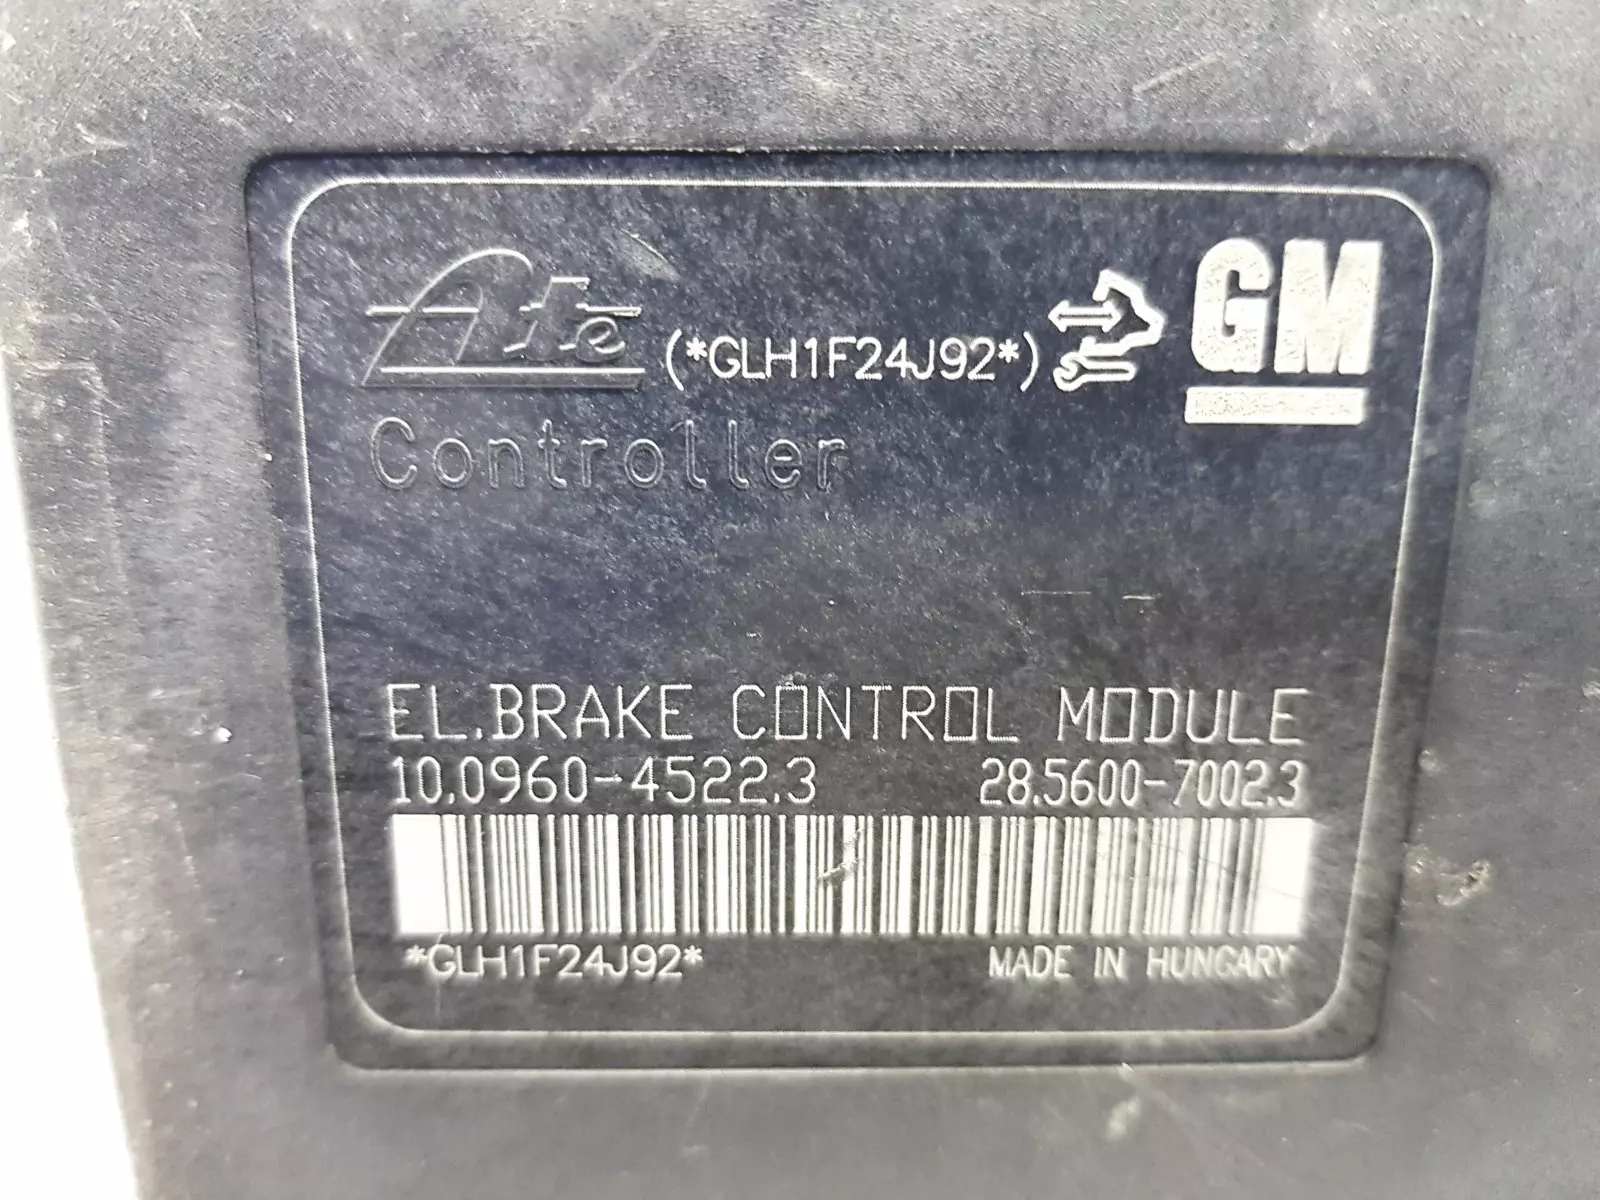 Ate (*GLH1F24J92*) GM
Controller
EL.BRAKE CONTROL MODULE
10.0960-4522.3 28.5600-7002.3
*GLH1F24J92* MADE IN HUNGARY